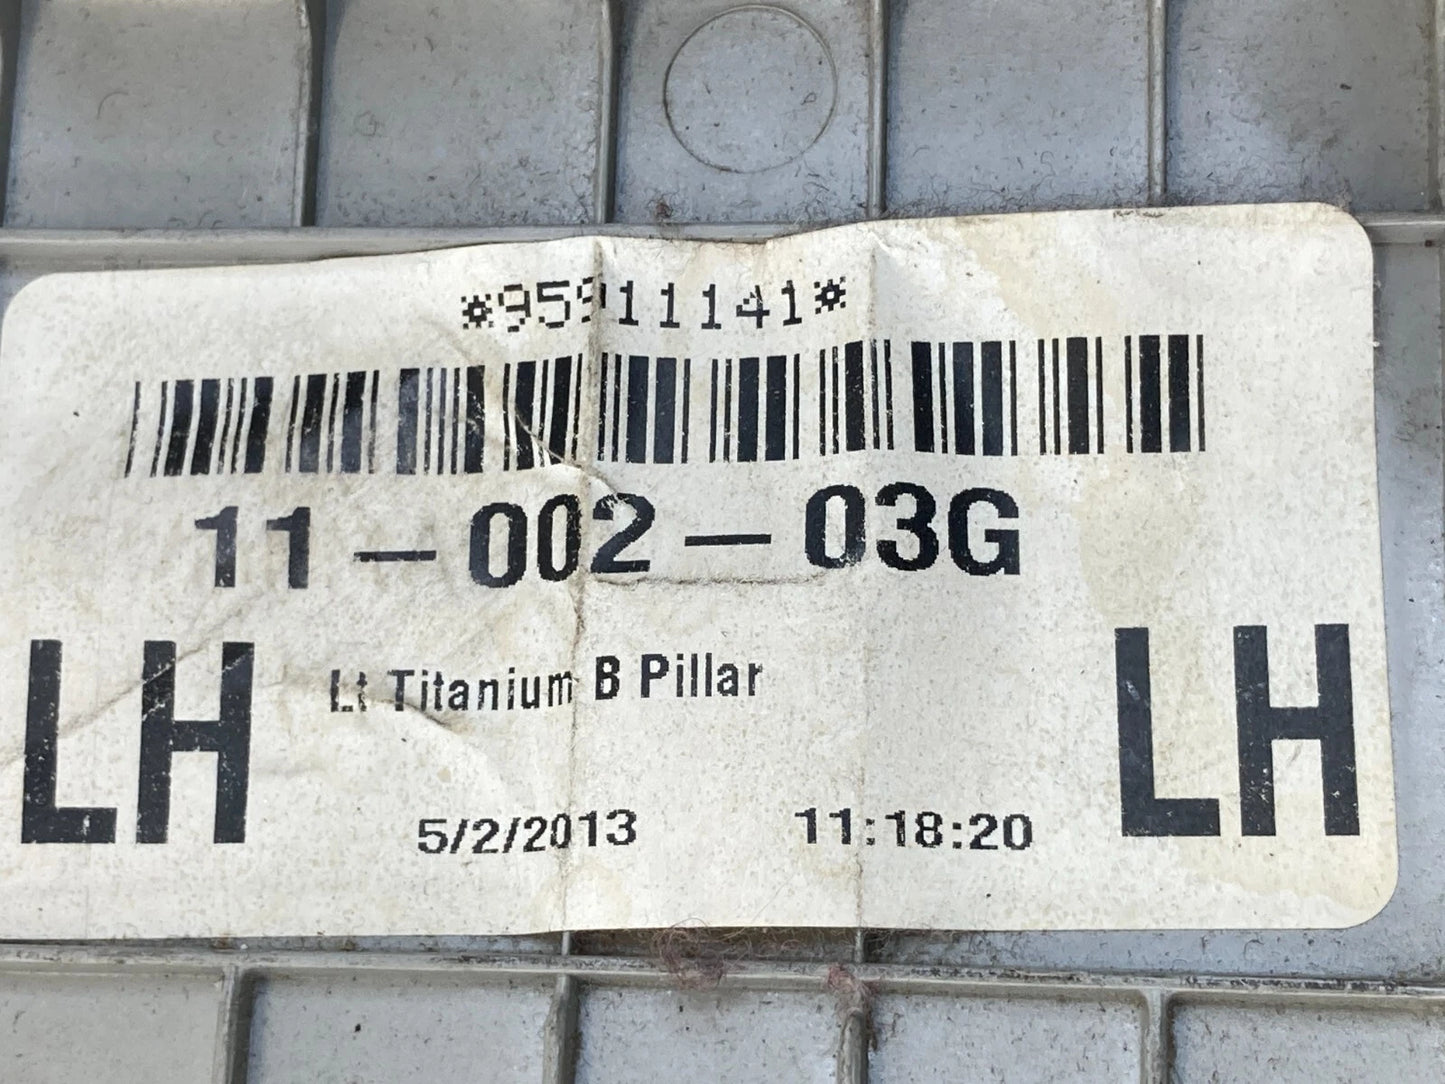 *95911141*
11-002-03G
LH Lt Titanium B Pillar LH
5/2/2013 11:18:20